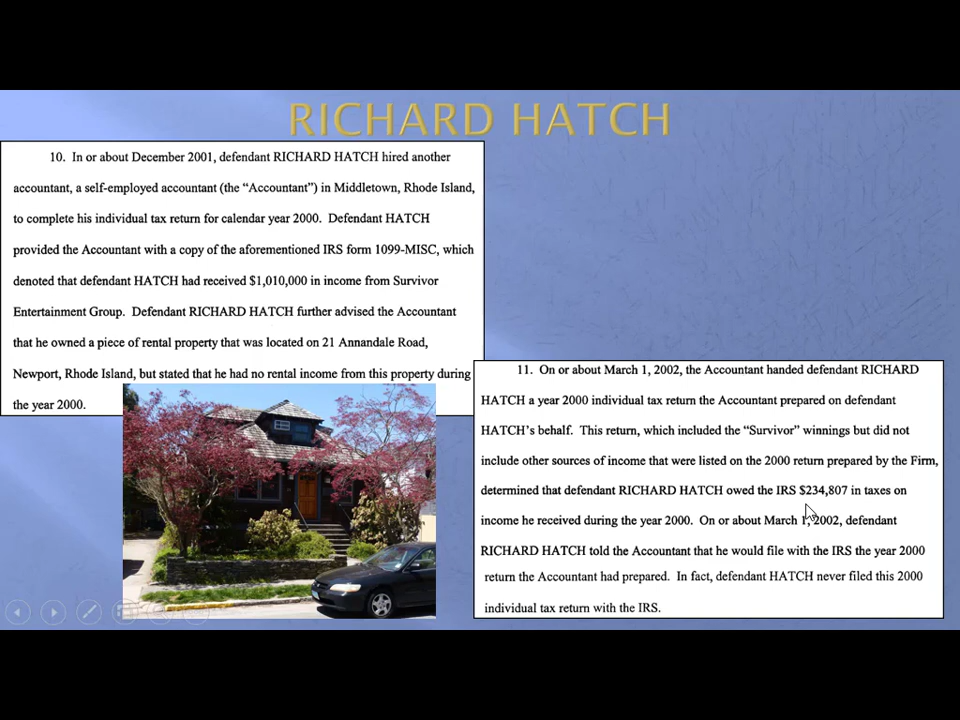 RICHARD HATCH
10. In or about December 2001, defendant RICHARD HATCH hired another
accountant, a self-employed accountant (the “Accountant”) in Middletown, Rhode Island,
to complete his individual tax return for calendar year 2000. Defendant HATCH
provided the Accountant with a copy of the aforementioned IRS form 1099-MISC, which
denoted that defendant HATCH had received $1,010,000 in income from Survivor
Entertainment Group. Defendant RICHARD HATCH further advised the Accountant
that he owned a piece of rental property that was located on 21 Annandale Road,
Newport, Rhode Island, but stated that he had no rental income from this property during
the year 2000.
11. On or about March 1, 2002, the Accountant handed defendant RICHARD
HATCH a year 2000 individual tax return the Accountant prepared on defendant
HATCH’s behalf. This return, which included the “Survivor” winnings but did not
include other sources of income that were listed on the 2000 return prepared by the Firm,
determined that defendant RICHARD HATCH owed the IRS $234,807 in taxes on
income he received during the year 2000. On or about March 1, 2002, defendant
RICHARD HATCH told the Accountant that he would file with the IRS the year 2000
return the Accountant had prepared. In fact, defendant HATCH never filed this 2000
individual tax return with the IRS.